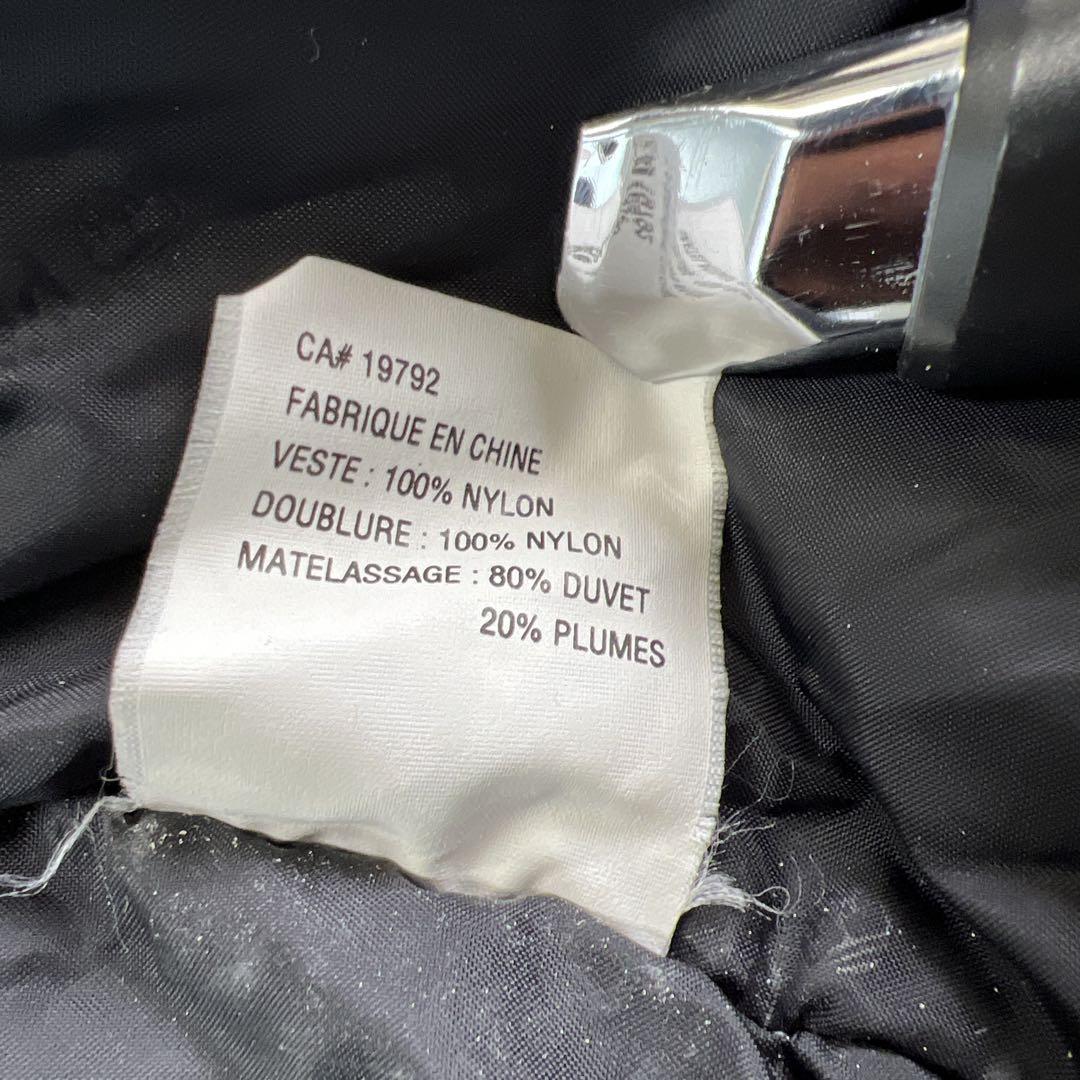 CA# 19792
FABRIQUE EN CHINE
VESTE : 100% NYLON
DOUBLURE : 100% NYLON
MATELASSAGE : 80% DUVET
20% PLUMES